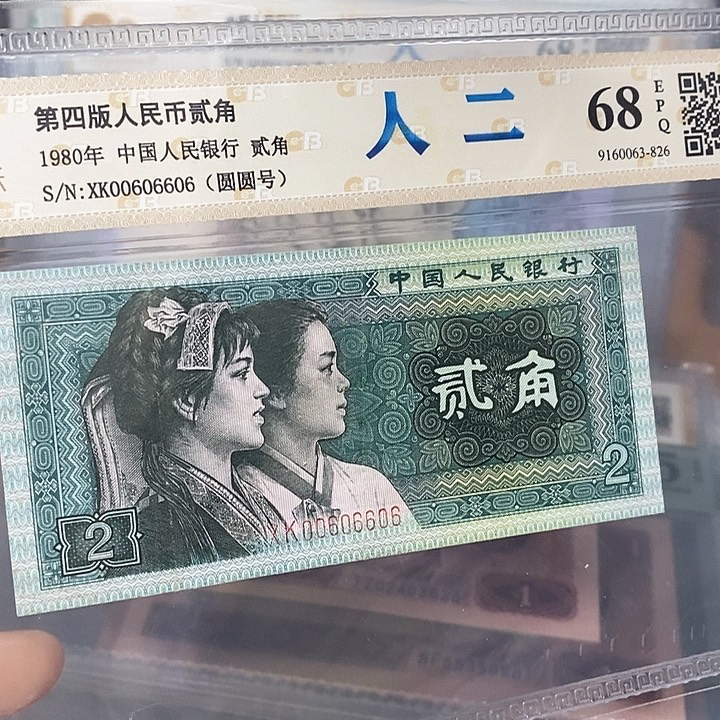 第四版人民币贰角
1980年 中国人民银行 贰角
S/N:XK00606606（圆圆号）
人二
68
EPQ
9160063-826
中国人民银行
贰角
2
2
XK00606606